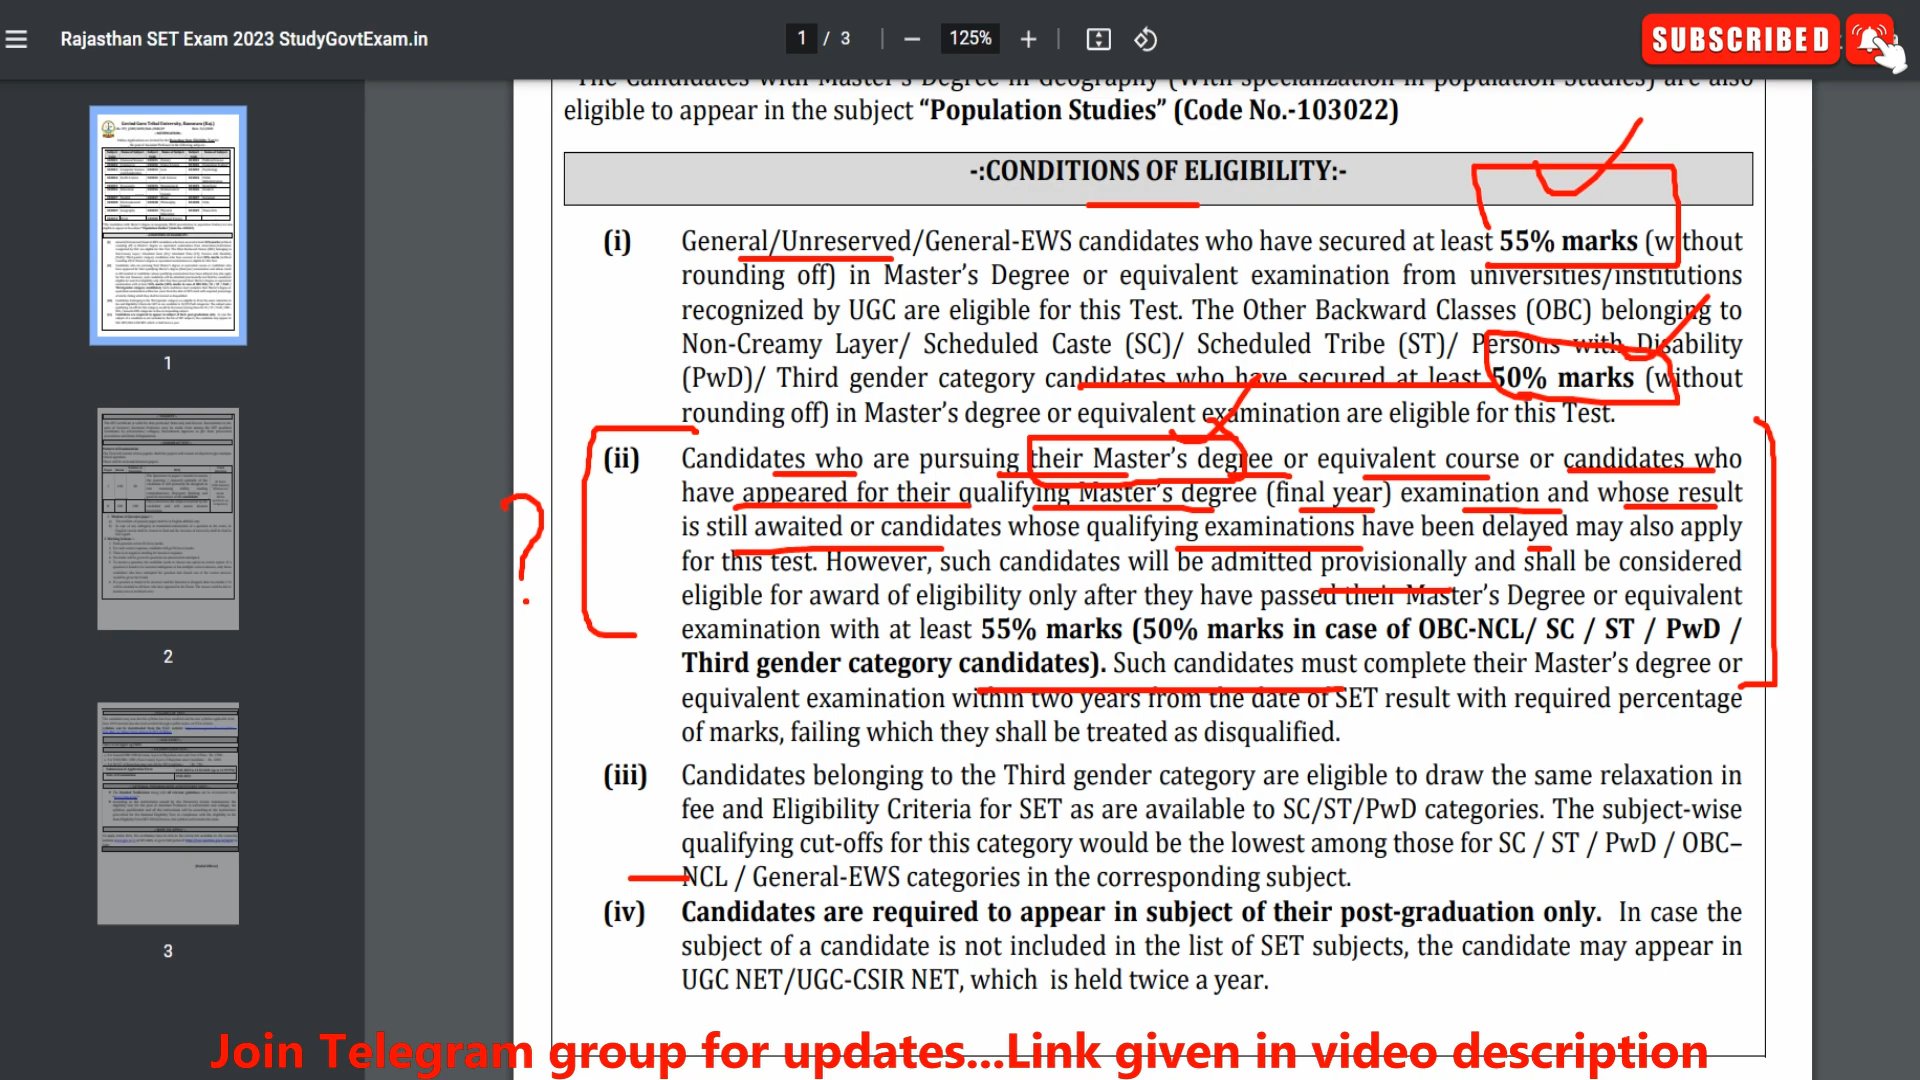 Rajasthan SET Exam 2023 StudyGovtExam.in
1 / 3
125%
SUBSCRIBED
eligible to appear in the subject “Population Studies” (Code No.-103022)
-:CONDITIONS OF ELIGIBILITY:-
(i) General/Unreserved/General-EWS candidates who have secured at least 55% marks (without
rounding off) in Master’s Degree or equivalent examination from universities/institutions
recognized by UGC are eligible for this Test. The Other Backward Classes (OBC) belonging to
Non-Creamy Layer/ Scheduled Caste (SC)/ Scheduled Tribe (ST)/ Persons with Disability
(PwD)/ Third gender category candidates who have secured at least 50% marks (without
rounding off) in Master’s degree or equivalent examination are eligible for this Test.
(ii) Candidates who are pursuing their Master’s degree or equivalent course or candidates who
have appeared for their qualifying Master’s degree (final year) examination and whose result
is still awaited or candidates whose qualifying examinations have been delayed may also apply
for this test. However, such candidates will be admitted provisionally and shall be considered
eligible for award of eligibility only after they have passed their Master’s Degree or equivalent
examination with at least 55% marks (50% marks in case of OBC-NCL/ SC / ST / PwD /
Third gender category candidates). Such candidates must complete their Master’s degree or
equivalent examination within two years from the date of SET result with required percentage
of marks, failing which they shall be treated as disqualified.
(iii) Candidates belonging to the Third gender category are eligible to draw the same relaxation in
fee and Eligibility Criteria for SET as are available to SC/ST/PwD categories. The subject-wise
qualifying cut-offs for this category would be the lowest among those for SC / ST / PwD / OBC–
NCL / General-EWS categories in the corresponding subject.
(iv) Candidates are required to appear in subject of their post-graduation only. In case the
subject of a candidate is not included in the list of SET subjects, the candidate may appear in
UGC NET/UGC-CSIR NET, which is held twice a year.
?
1
2
3
Join Telegram group for updates...Link given in video description